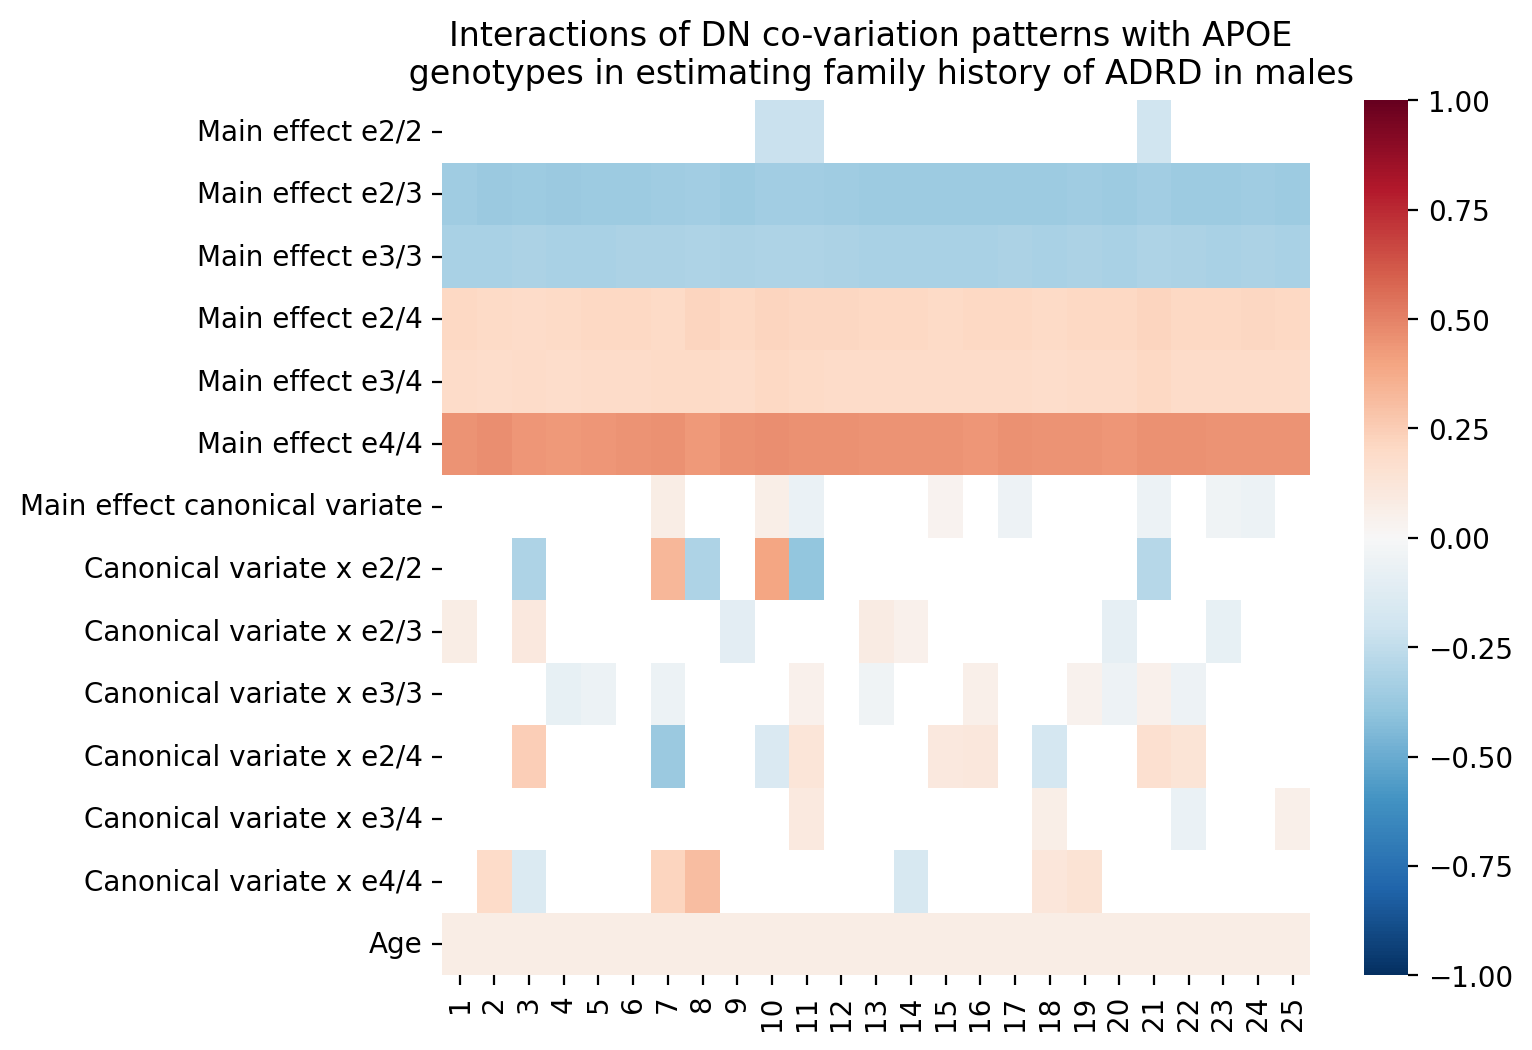 Interactions of DN co-variation patterns with APOE
genotypes in estimating family history of ADRD in males
Main effect e2/2
Main effect e2/3
Main effect e3/3
Main effect e2/4
Main effect e3/4
Main effect e4/4
Main effect canonical variate
Canonical variate x e2/2
Canonical variate x e2/3
Canonical variate x e3/3
Canonical variate x e2/4
Canonical variate x e3/4
Canonical variate x e4/4
Age
1
2
3
4
5
6
7
8
9
10
11
12
13
14
15
16
17
18
19
20
21
22
23
24
25
1.00
0.75
0.50
0.25
0.00
−0.25
−0.50
−0.75
−1.00